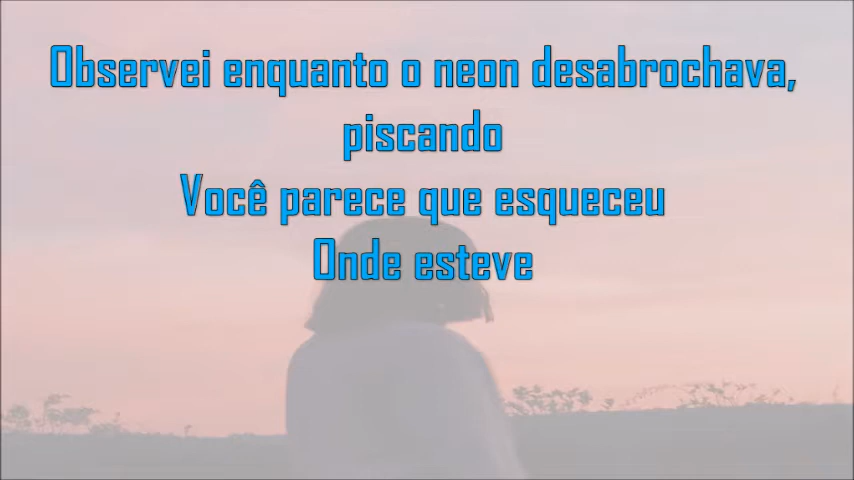 Observei enquanto o neon desabrochava,
piscando
Você parece que esqueceu
Onde esteve